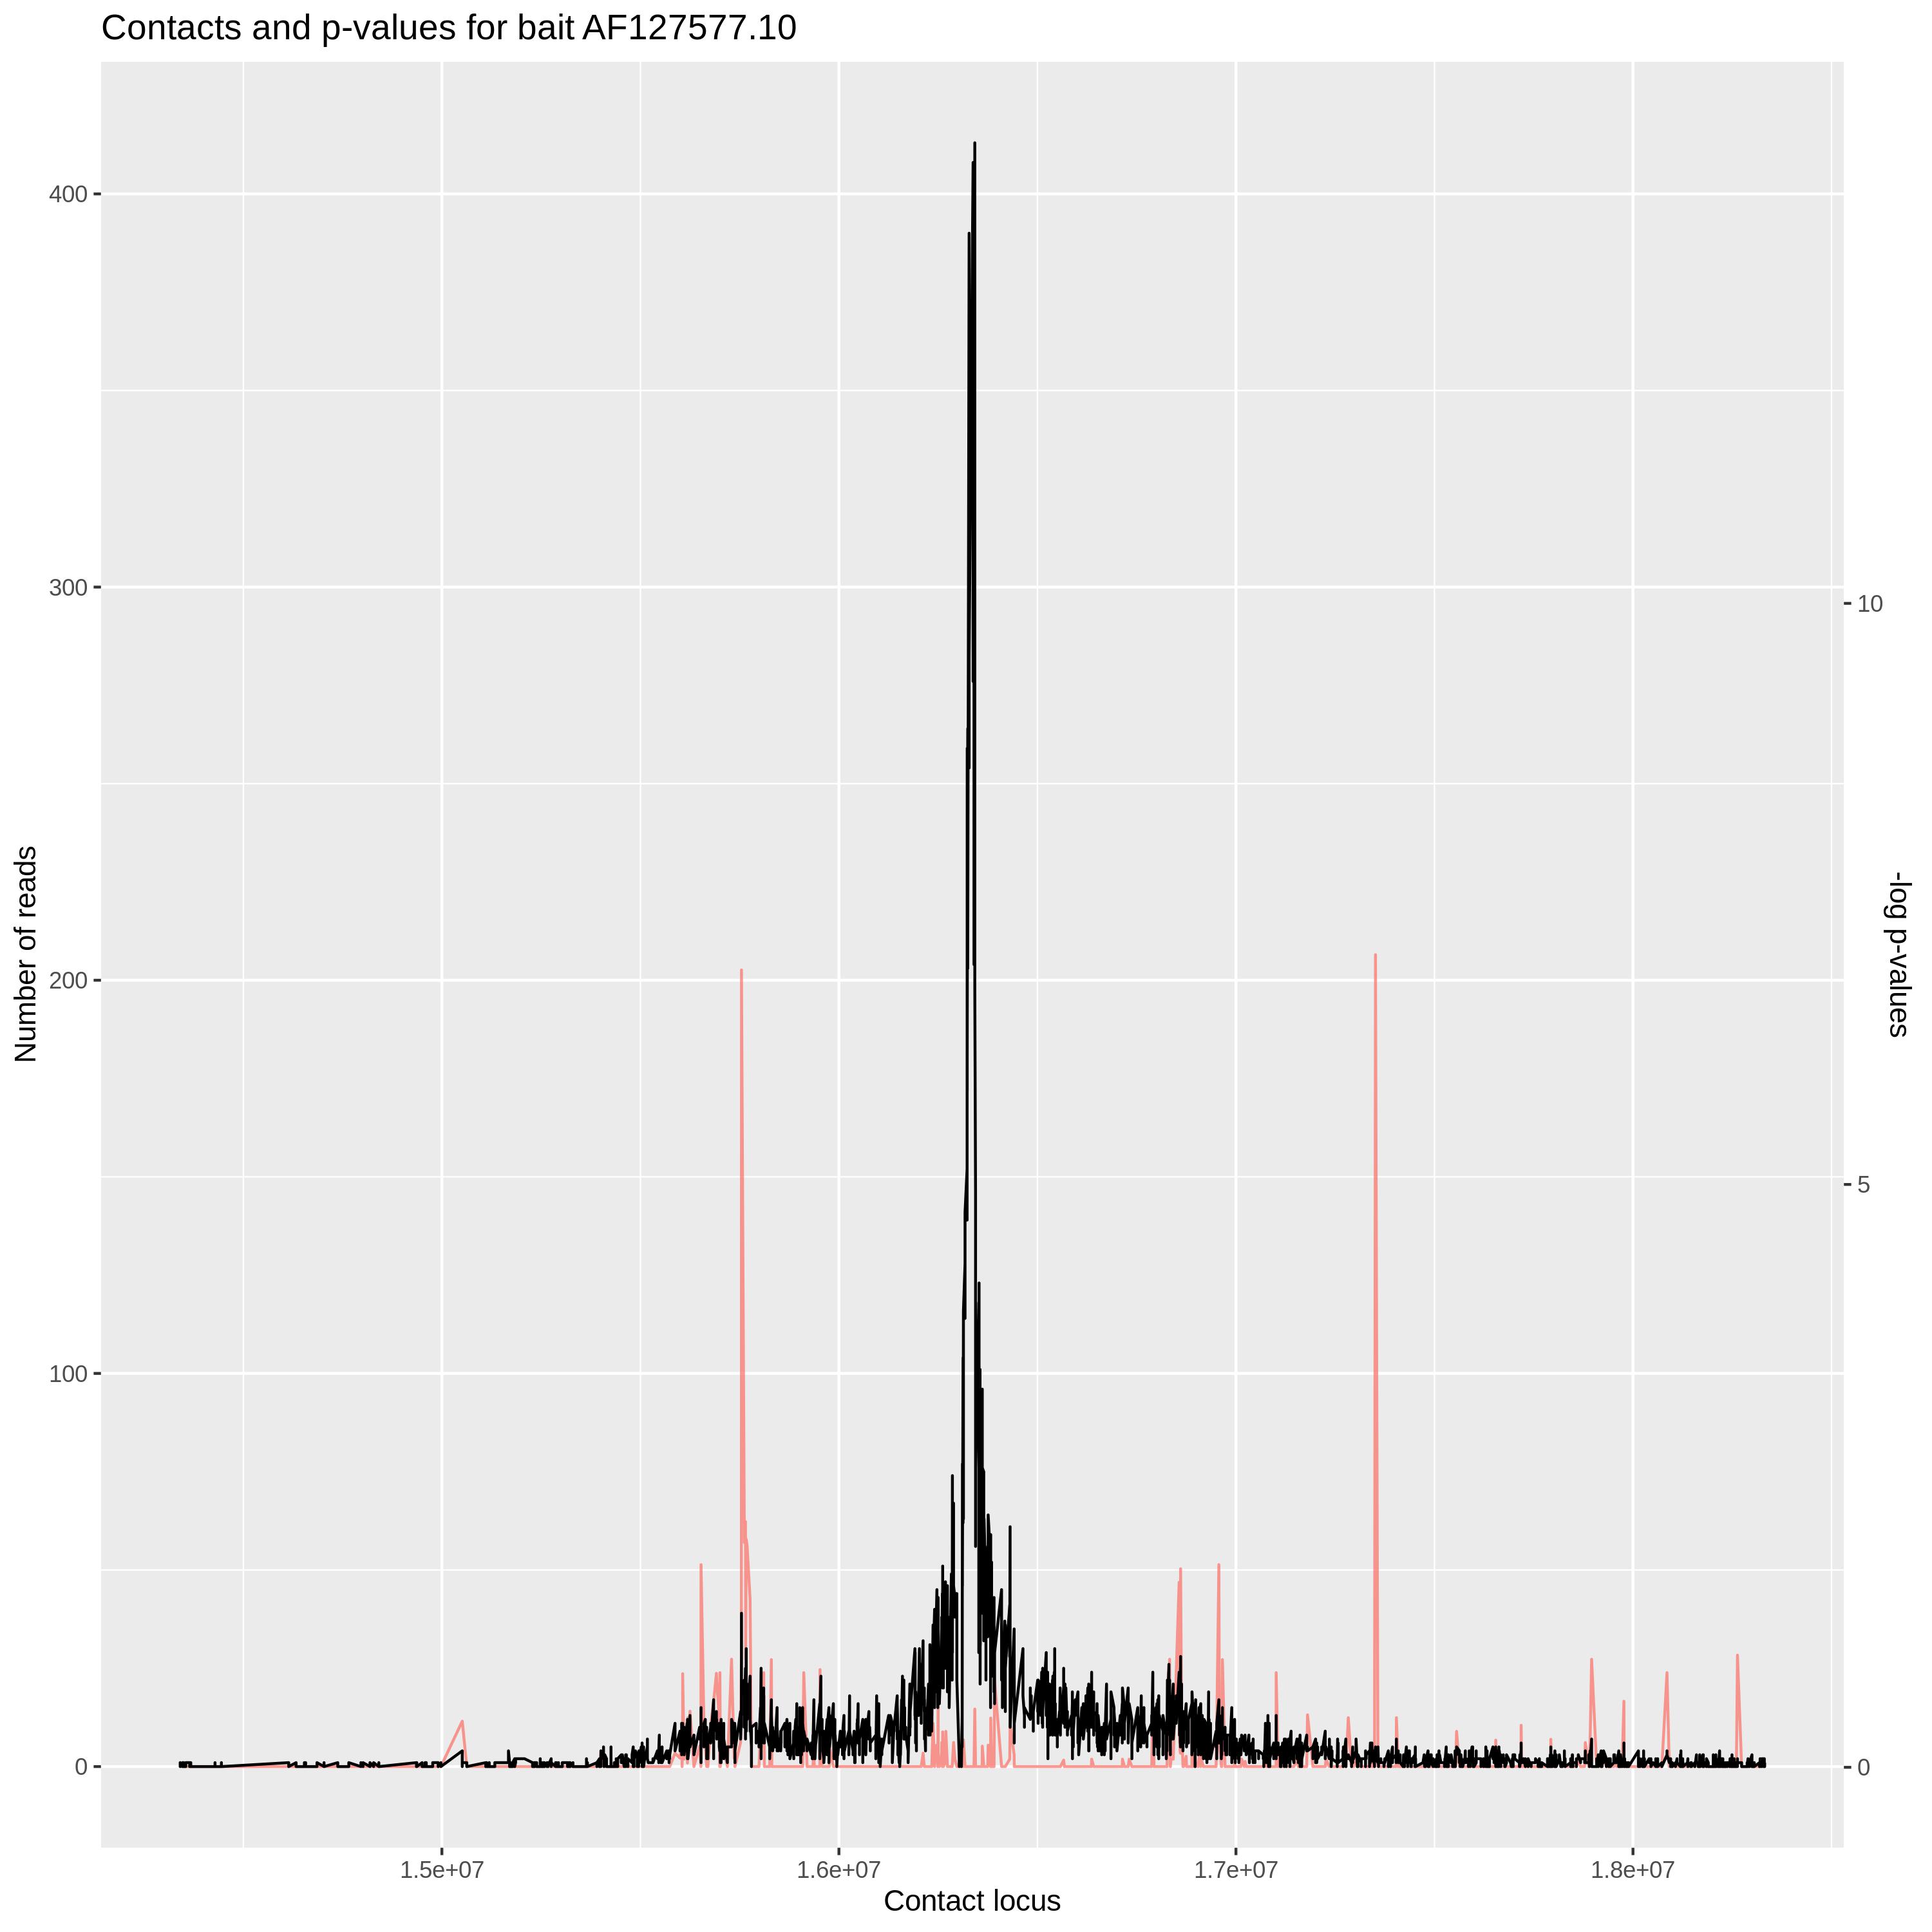 Contacts and p-values for bait AF127577.10
400
300
200
100
0
10
5
0
Number of reads
-log p-values
1.5e+07
1.6e+07
1.7e+07
1.8e+07
Contact locus